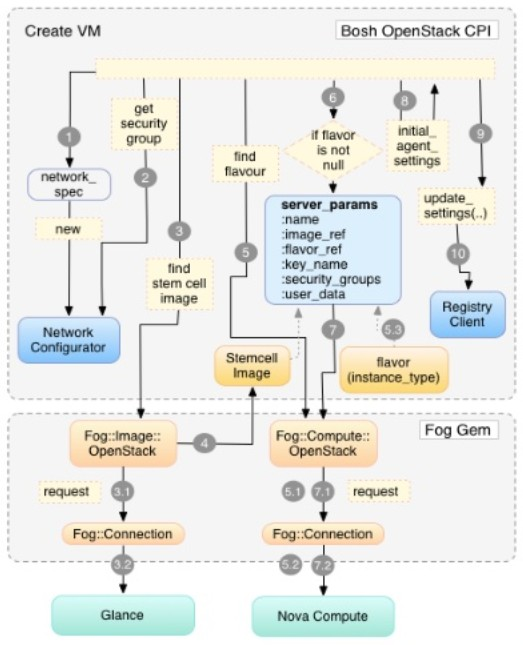 Create VM
Bosh OpenStack CPI
1
network_
spec
new
Network
Configurator
get
security
group
2
3
find
stem cell
image
find
flavour
5
6
if flavor
is not
null
server_params
:name
:image_ref
:flavor_ref
:key_name
:security_groups
:user_data
7
8
initial_
agent_
settings
9
update_
settings(..)
10
Registry
Client
5.3
flavor
(instance_type)
Stemcell
Image
Fog Gem
Fog::Image::
OpenStack
4
Fog::Compute::
OpenStack
request
3.1
5.1
7.1
request
Fog::Connection
Fog::Connection
3.2
5.2
7.2
Glance
Nova Compute